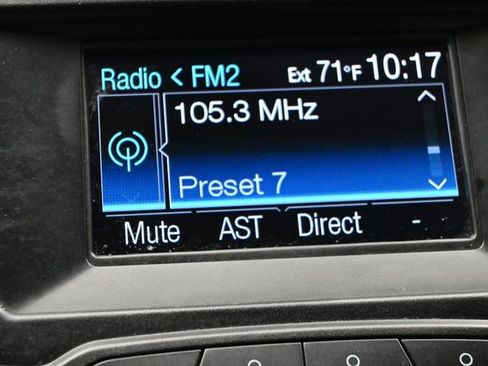 Radio < FM2 Ext 71°F 10:17
105.3 MHz
Preset 7
Mute AST Direct -